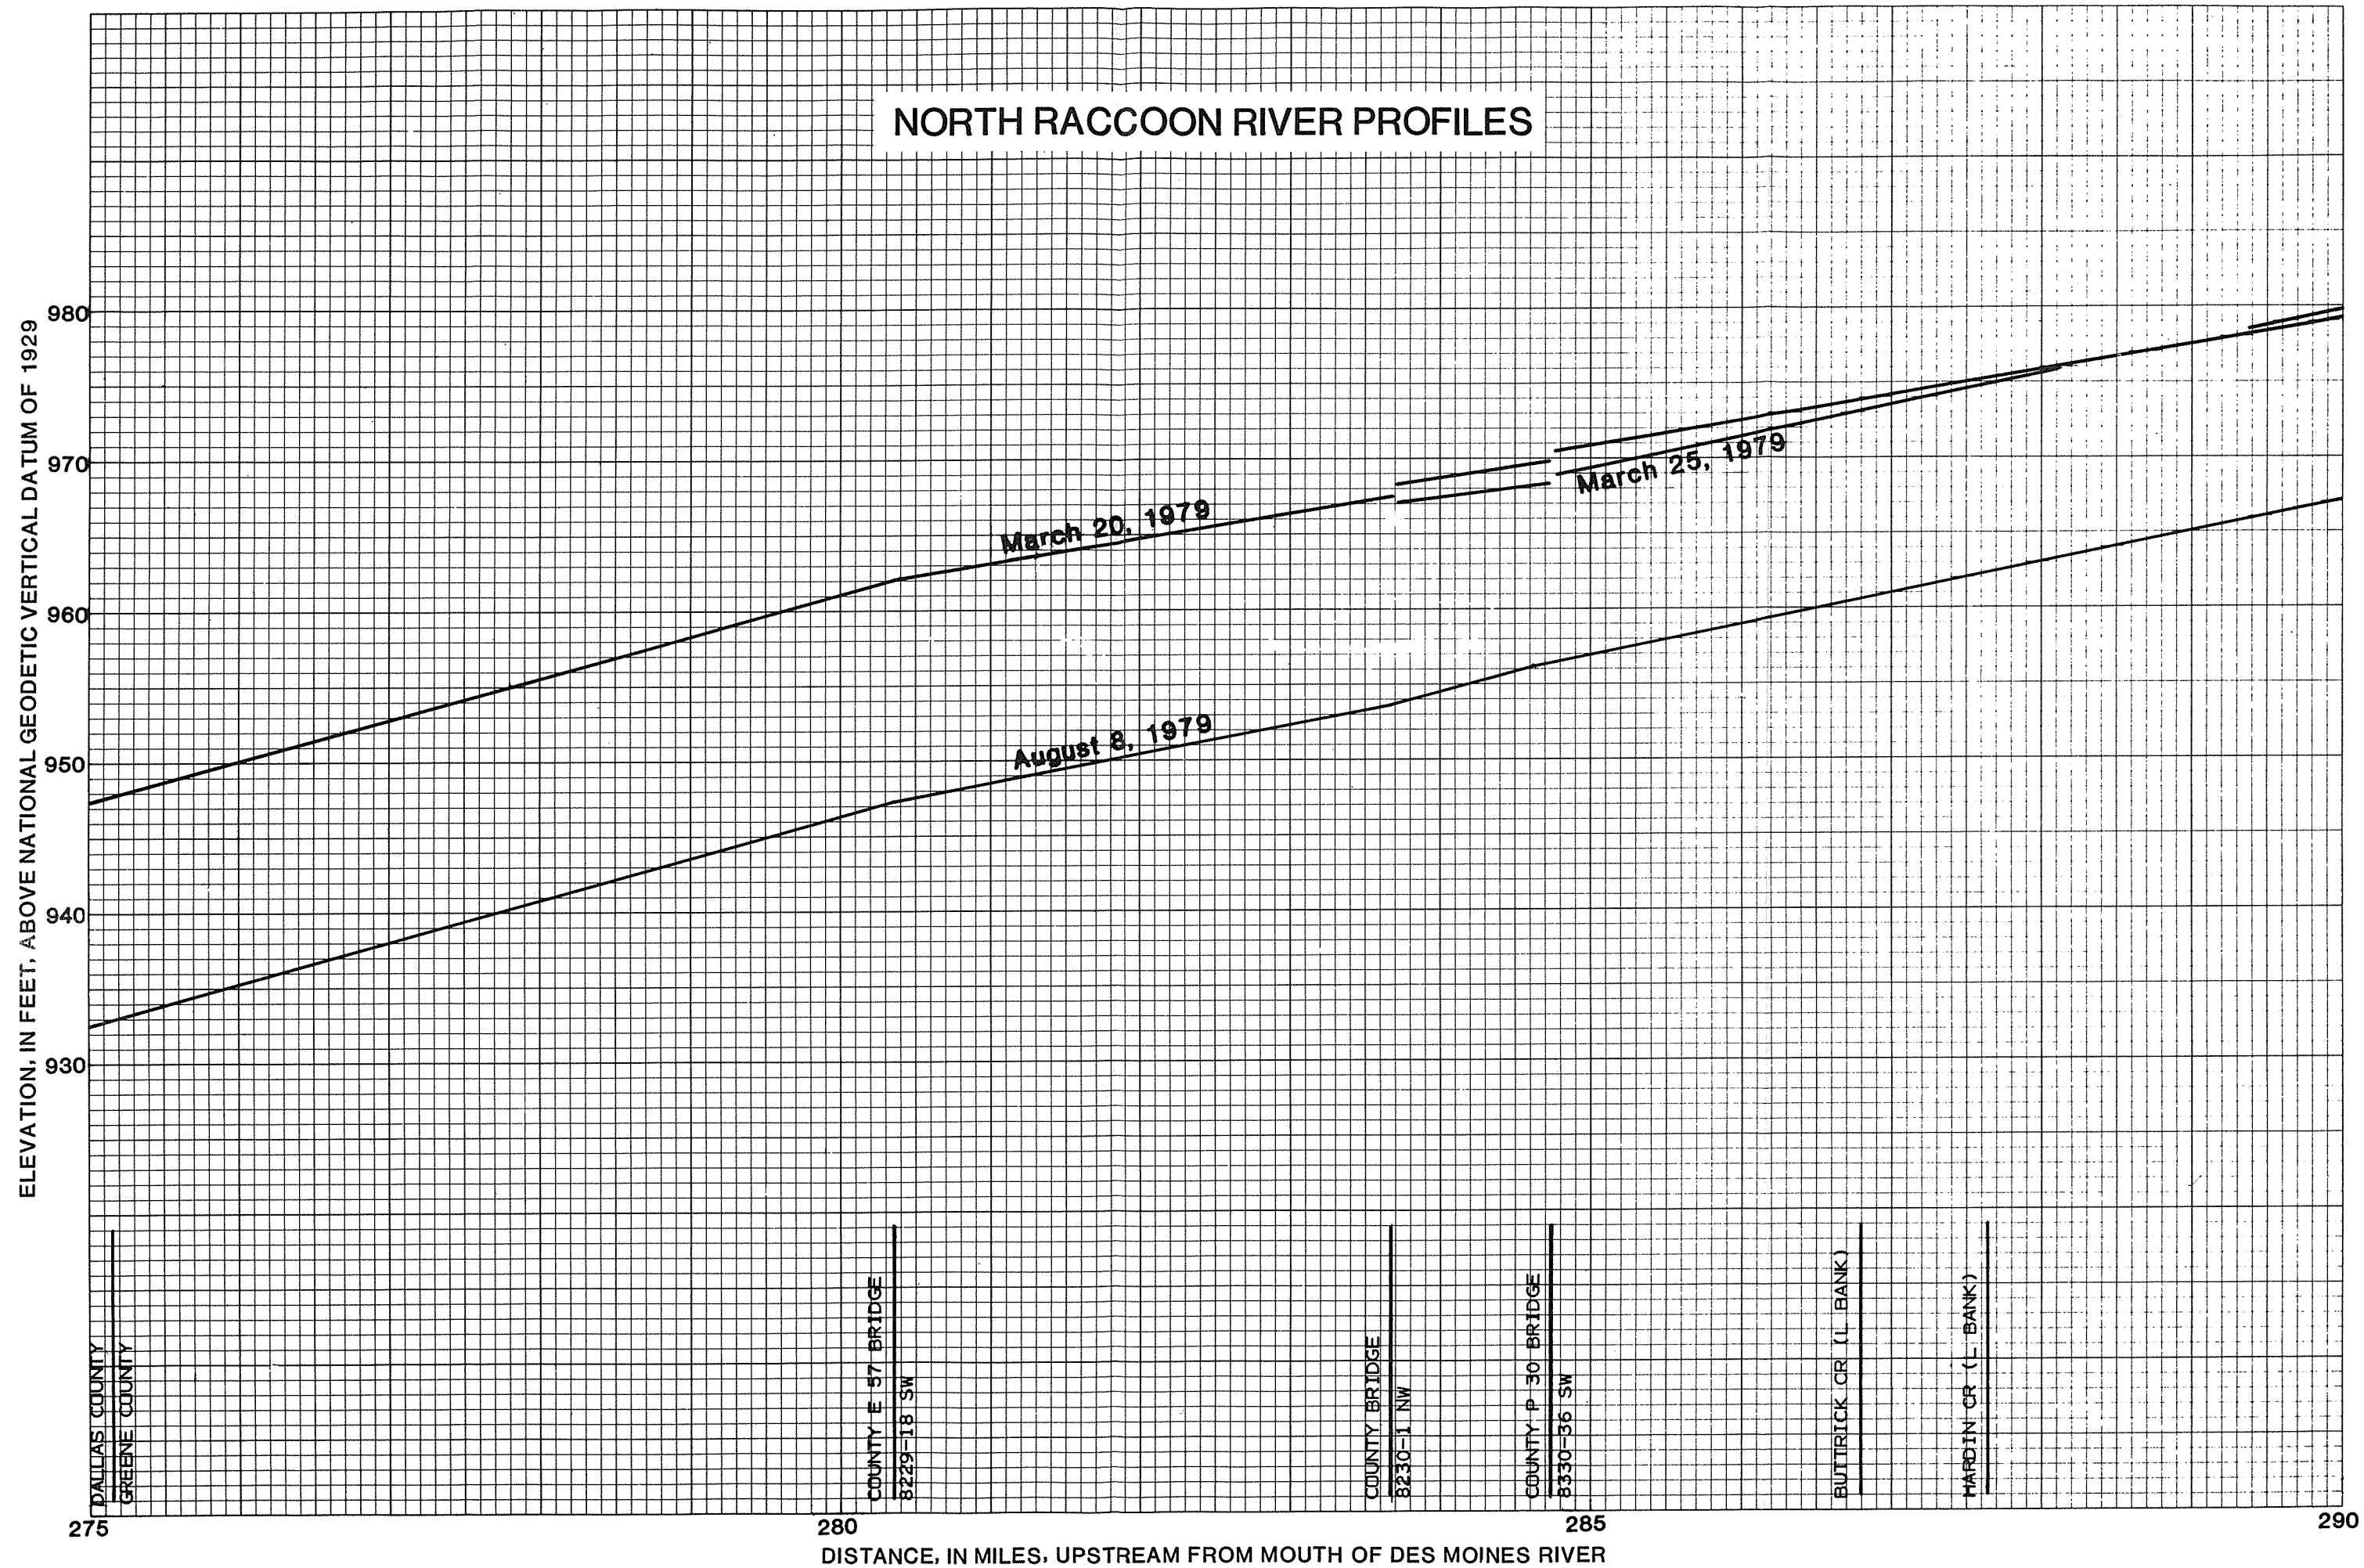 NORTH RACCOON RIVER PROFILES
ELEVATION, IN FEET, ABOVE NATIONAL GEODETIC VERTICAL DATUM OF 1929
980
970
960
950
940
930
March 20, 1979
March 25, 1979
August 8, 1979
DALLAS COUNTY
GREENE COUNTY
COUNTY E 57 BRIDGE
8229-18 SW
COUNTY BRIDGE
8230-1 NW
COUNTY P 30 BRIDGE
8330-36 SW
BUTTRICK CR (L BANK)
HARDIN CR (L BANK)
275
280
285
290
DISTANCE, IN MILES, UPSTREAM FROM MOUTH OF DES MOINES RIVER